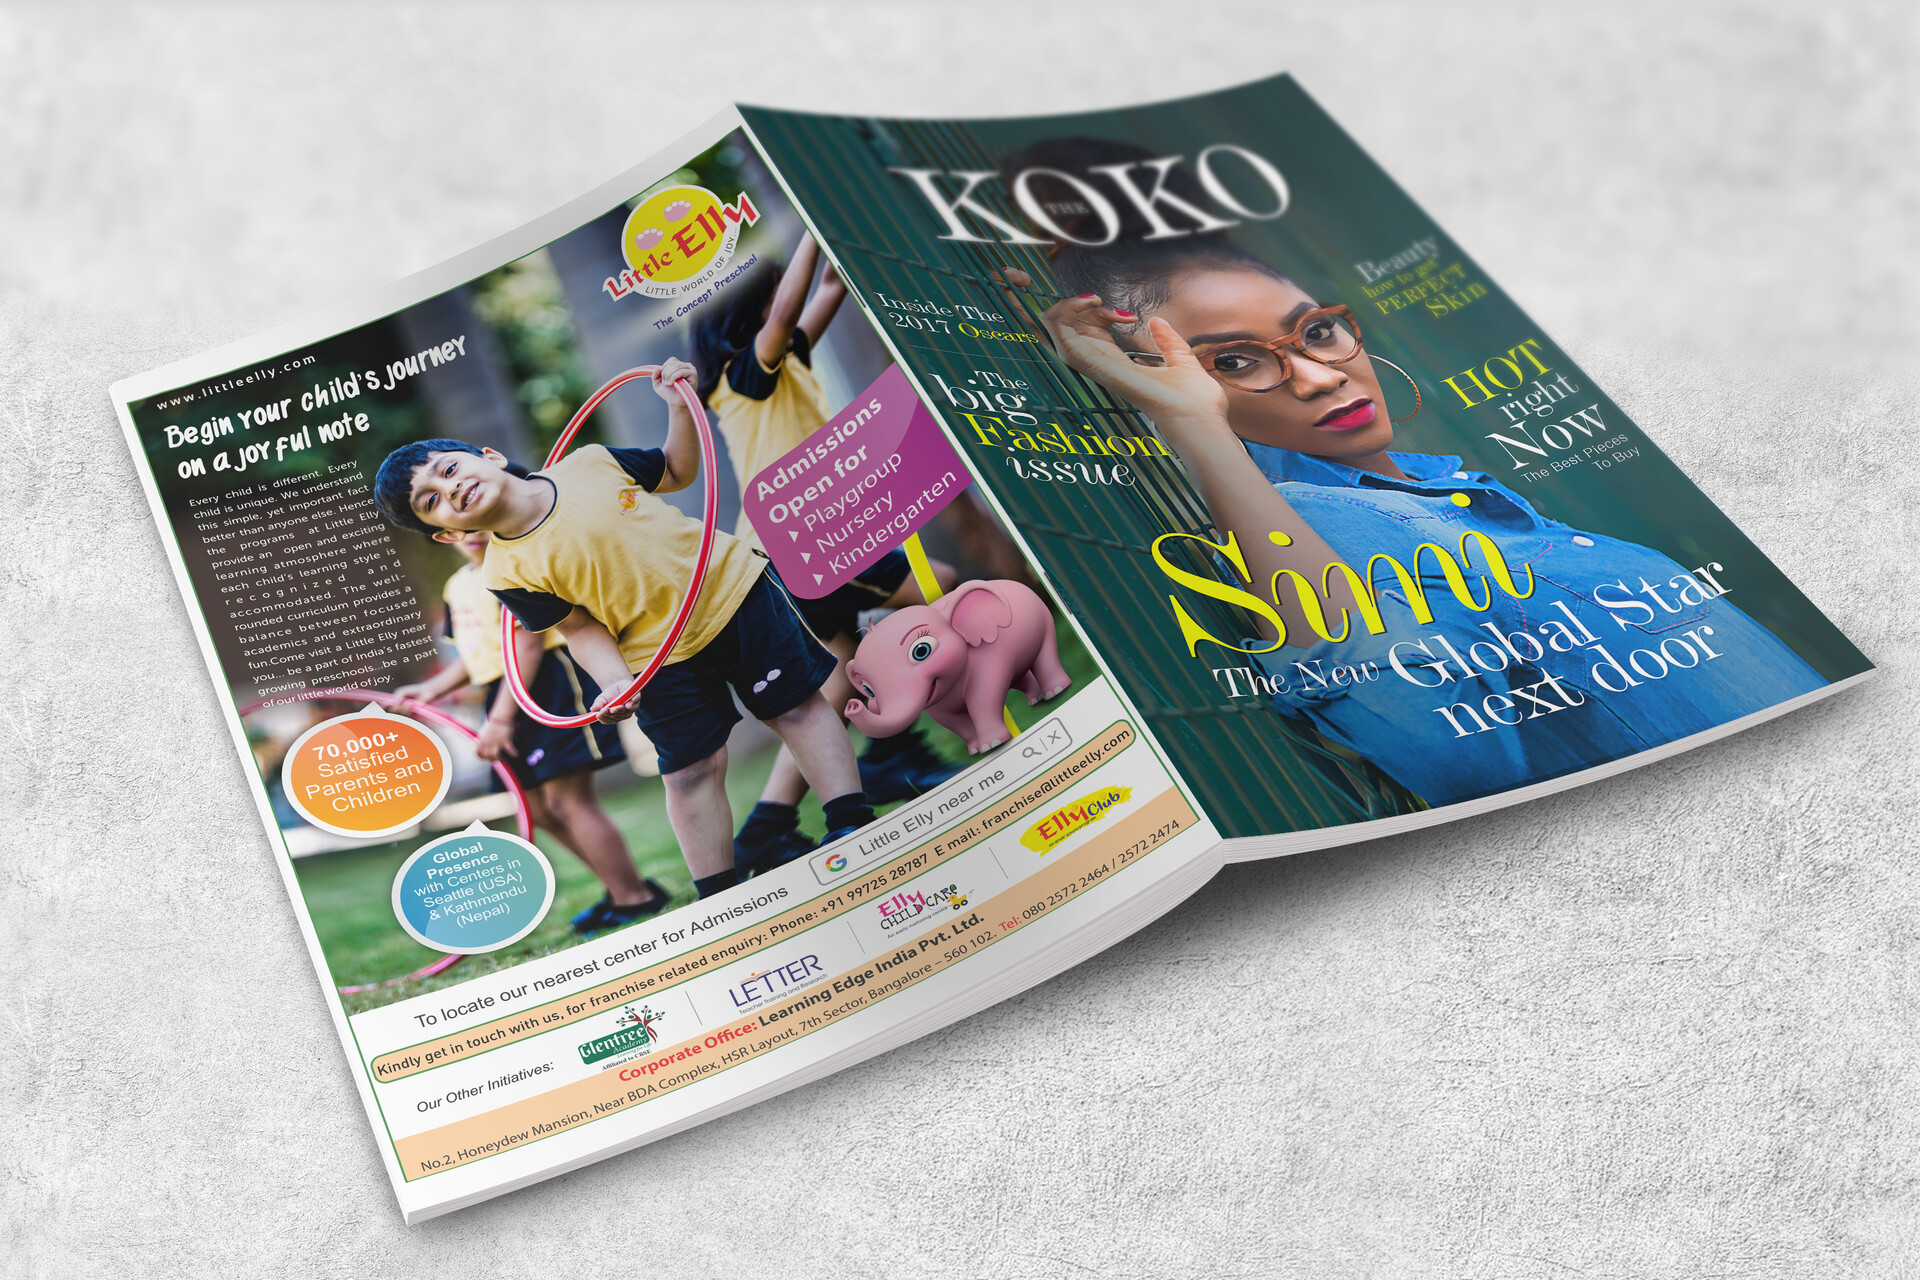 www.littleelly.com
Begin Your child's journey
on a joyful note
Every child is different. Every
child is unique. We understand
this simple, yet important fact
better than anyone else. Hence
the programs at Little Elly
provide an open and exciting
learning atmosphere where
each child's learning style is
recognized and
accommodated. The well-
rounded curriculum provides a
balance between focused
academics and extraordinary
fun.Come visit a Little Elly near
you... be a part of India's fastest
growing preschools...be a part
of our little world of joy.
Little Elly
LITTLE WORLD OF JOY...
The Concept Preschool
Admissions
Open for
Playgroup
Nursery
Kindergarten
70,000+
Satisfied
Parents and
Children
Global
Presence
with Centers in
Seattle (USA)
& Kathmandu
(Nepal)
To locate our nearest center for Admissions
Little Elly near me
Kindly get in touch with us, for franchise related enquiry: Phone: +91 99725 28787 E mail: franchise@littleelly.com
Our Other Initiatives:
Glentree
Academy
Affiliated to CBSE
LETTER
Teacher Training and Research
Elly
CHILD CARE
Elly Club
Corporate Office: Learning Edge India Pvt. Ltd.
No.2, Honeydew Mansion, Near BDA Complex, HSR Layout, 7th Sector, Bangalore – 560 102. Tel: 080 2572 2464 / 2572 2474
THE
KOKO
Inside The
2017 Oscars
The
big
Fashion
issue
Beauty
how to get
PERFECT
Skin
HOT
right
Now
The Best Pieces
To Buy
Simi
The New Global Star
next door